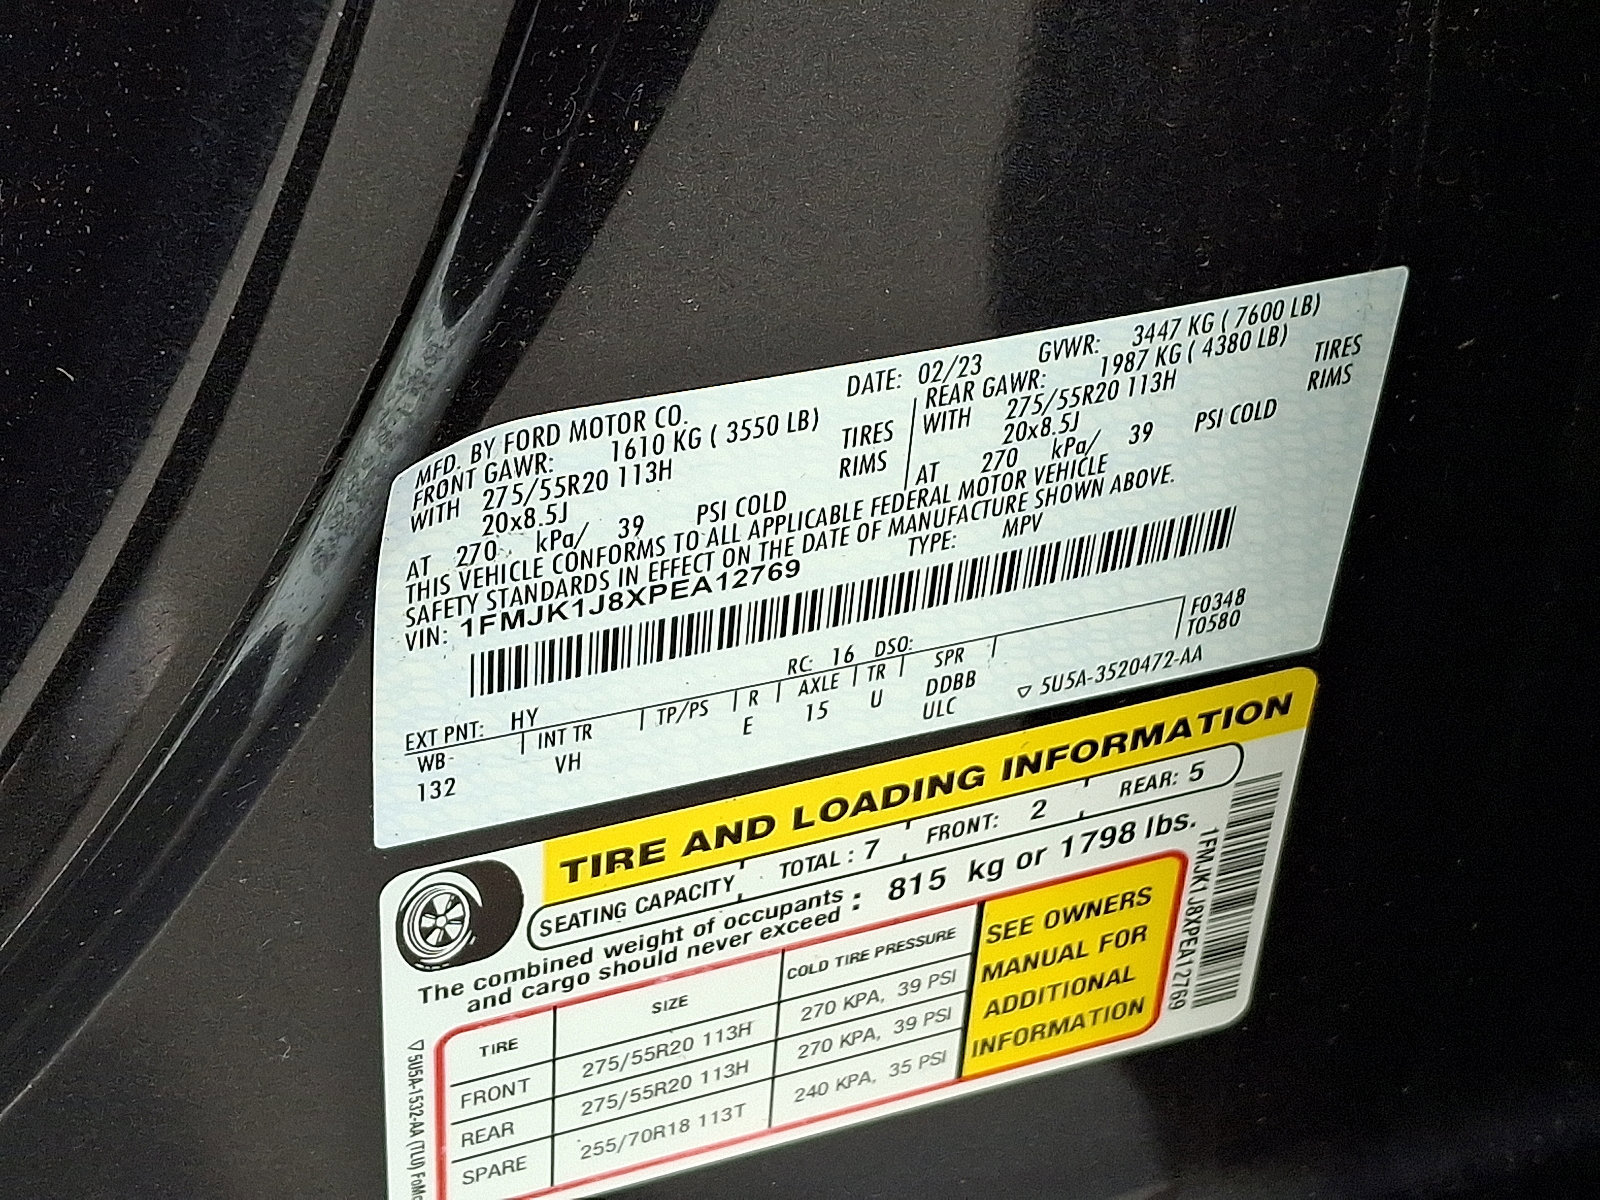 MFD. BY FORD MOTOR CO.
DATE: 02/23 GVWR: 3447 KG ( 7600 LB)
FRONT GAWR: 1610 KG ( 3550 LB)
WITH 275/55R20 113H TIRES
20x8.5J RIMS
AT 270 kPa/ 39 PSI COLD
REAR GAWR: 1987 KG ( 4380 LB)
WITH 275/55R20 113H TIRES
20x8.5J RIMS
AT 270 kPa/ 39 PSI COLD
THIS VEHICLE CONFORMS TO ALL APPLICABLE FEDERAL MOTOR VEHICLE
SAFETY STANDARDS IN EFFECT ON THE DATE OF MANUFACTURE SHOWN ABOVE.
VIN: 1FMJK1J8XPEA12769 TYPE: MPV
F0348
T0580
EXT PNT: HY RC: 16 DSO:
WB INT TR TP/PS R AXLE TR SPR
132 VH E 15 U DDBB
ULC ▽ 5U5A-3520472-AA
TIRE AND LOADING INFORMATION
SEATING CAPACITY TOTAL : 7 FRONT: 2 REAR: 5
The combined weight of occupants
and cargo should never exceed : 815 kg or 1798 lbs.
TIRE SIZE COLD TIRE PRESSURE
FRONT 275/55R20 113H 270 KPA, 39 PSI
REAR 275/55R20 113H 270 KPA, 39 PSI
SPARE 255/70R18 113T 240 KPA, 35 PSI
SEE OWNERS
MANUAL FOR
ADDITIONAL
INFORMATION
1FMJK1J8XPEA12769
▽ 5U5A-1532-AA (TLU)